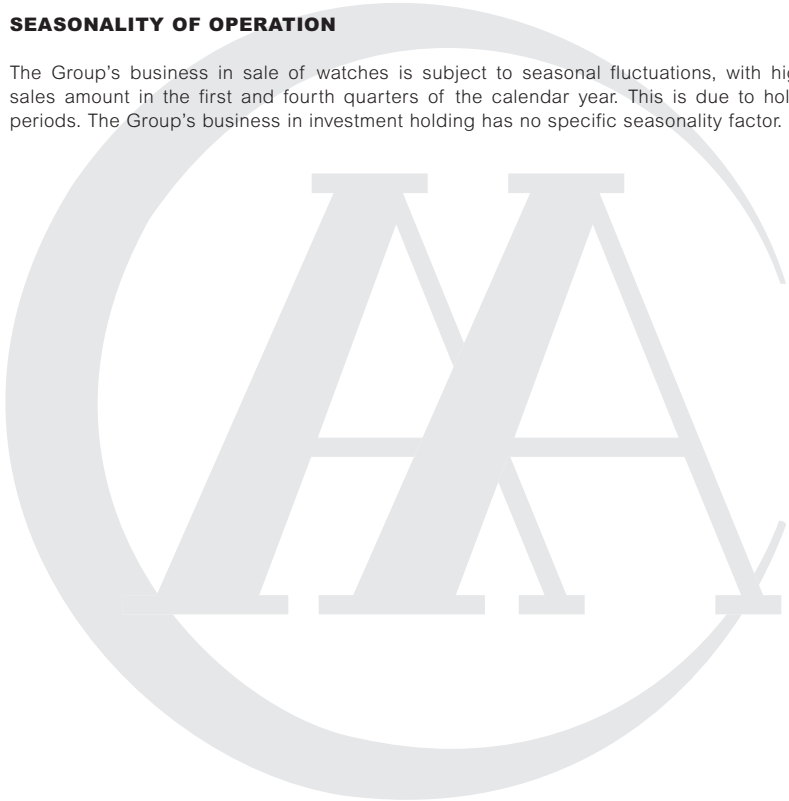 SEASONALITY OF OPERATION
The Group's business in sale of watches is subject to seasonal fluctuations, with
sales amount in the first and fourth quarters of the calendar year. This is due to
periods. The Group's business in investment holding has no specific seasonality factor.